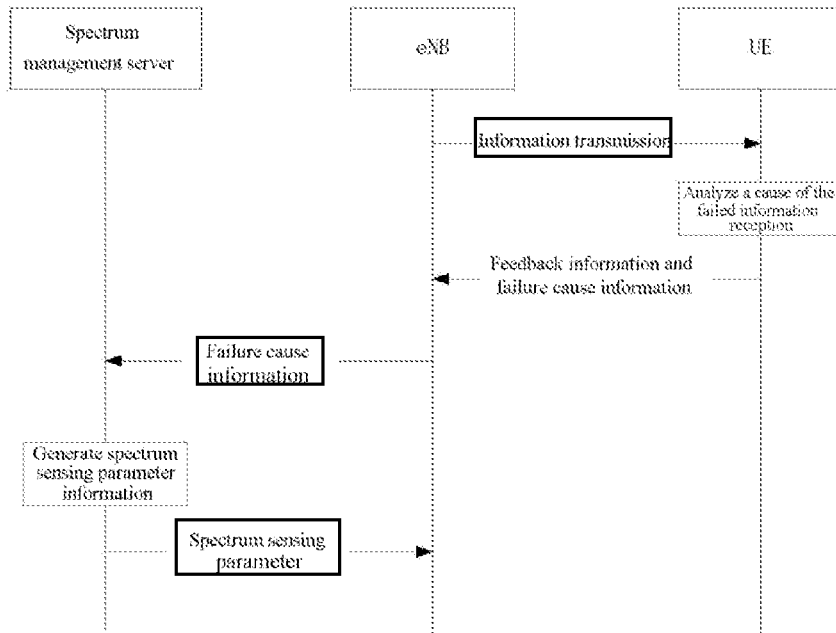 Spectrum
management server
eNB
UE
Information transmission
Analyze a cause of the
failed information
reception
Feedback information and
failure cause information
Failure cause
information
Generate spectrum
sensing parameter
information
Spectrum sensing
parameter